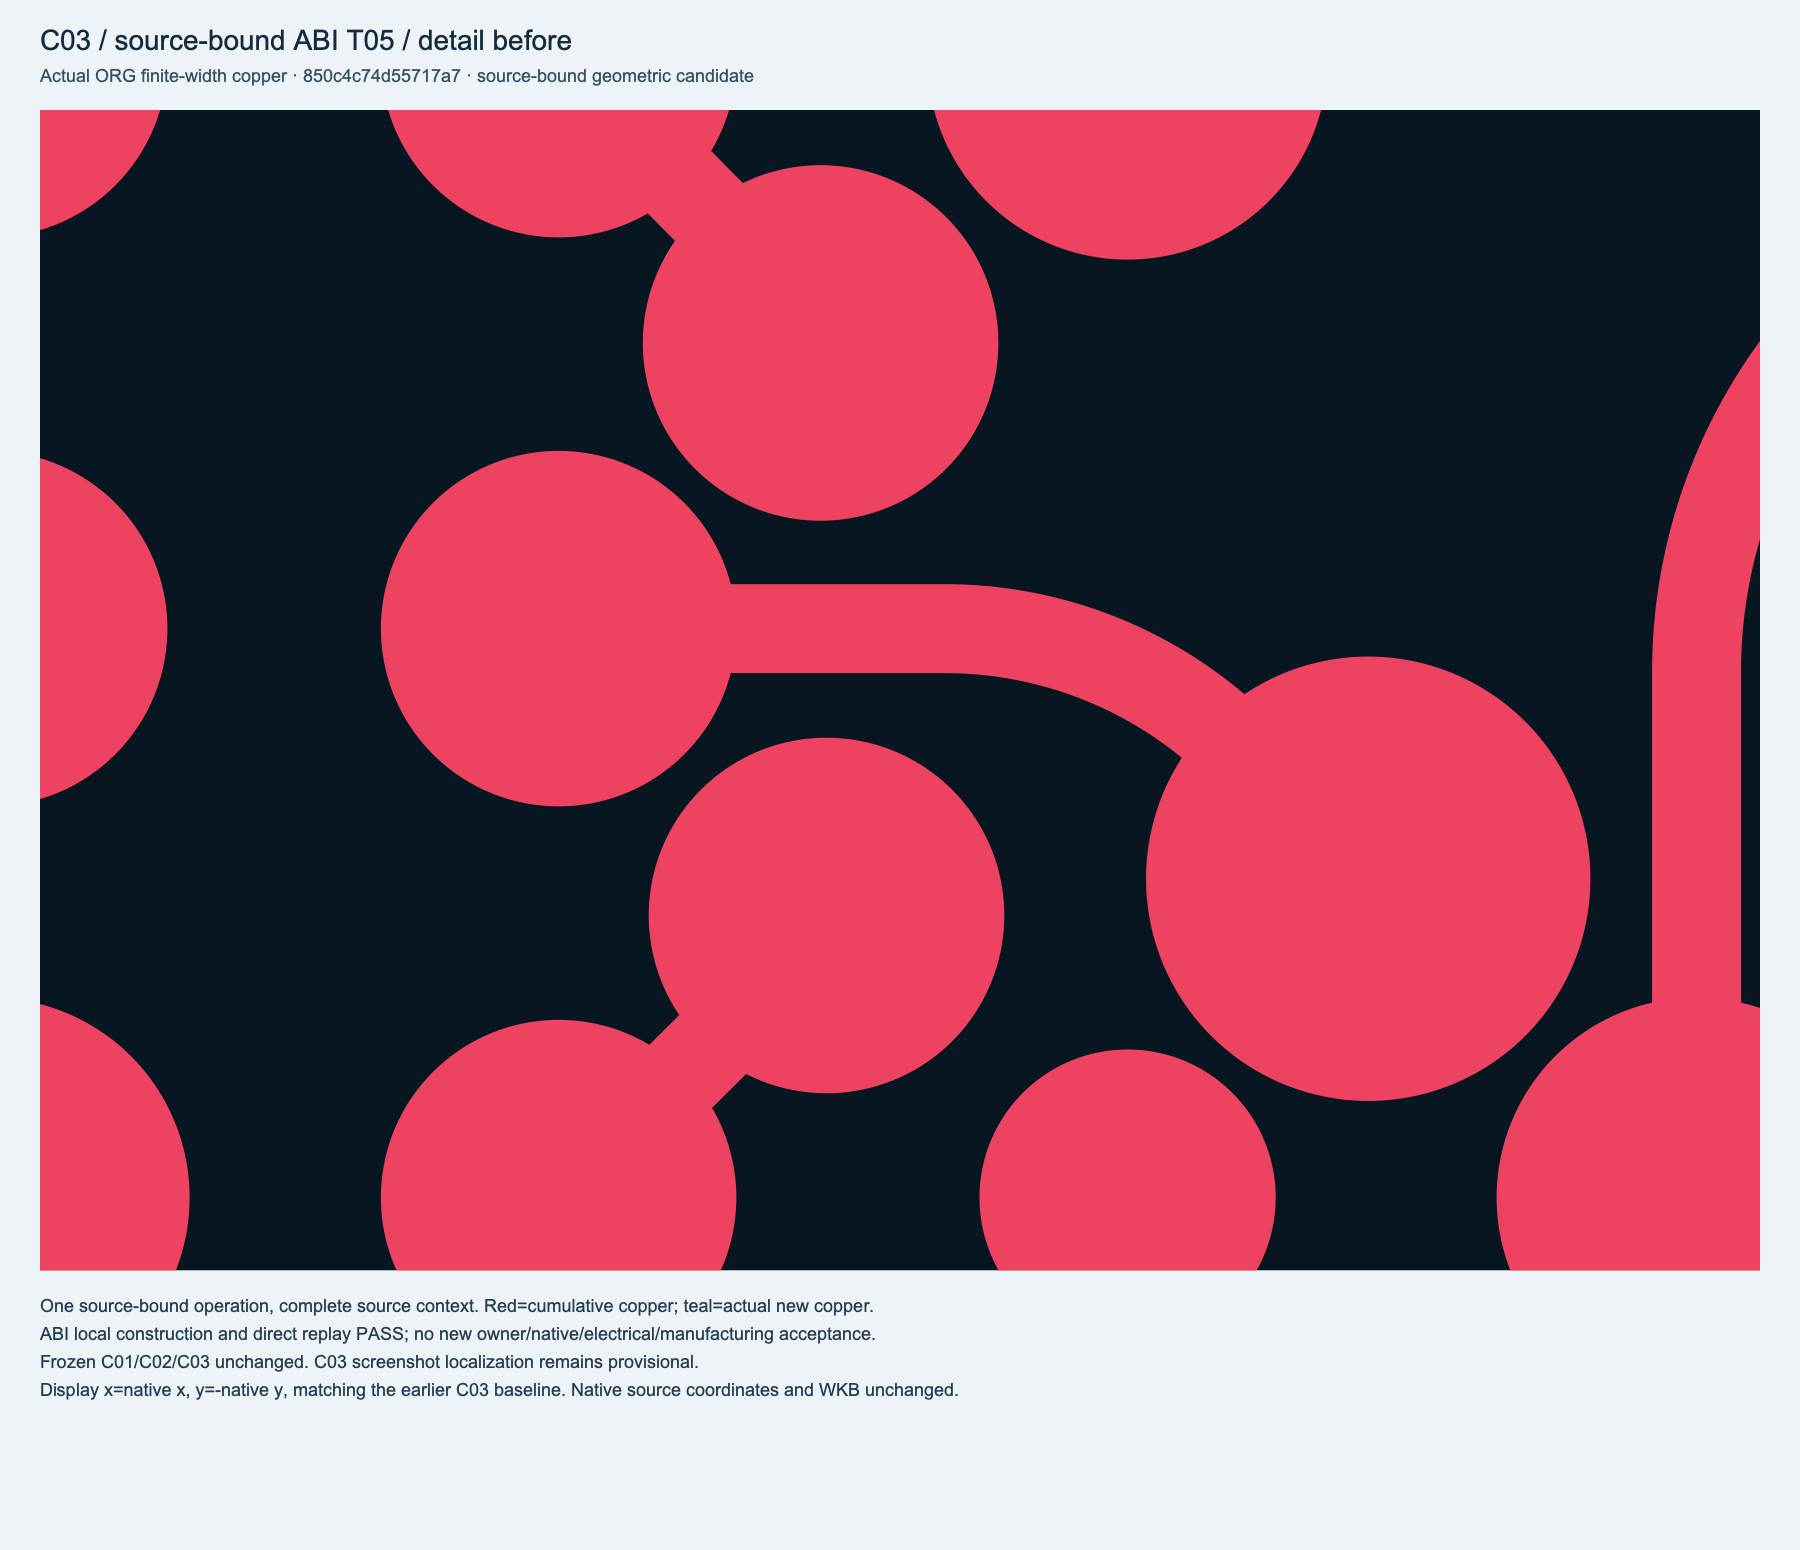 C03 / source-bound ABI T05 / detail before
Actual ORG finite-width copper · 850c4c74d55717a7 · source-bound geometric candidate
One source-bound operation, complete source context. Red=cumulative copper; teal=actual new copper.
ABI local construction and direct replay PASS; no new owner/native/electrical/manufacturing acceptance.
Frozen C01/C02/C03 unchanged. C03 screenshot localization remains provisional.
Display x=native x, y=-native y, matching the earlier C03 baseline. Native source coordinates and WKB unchanged.